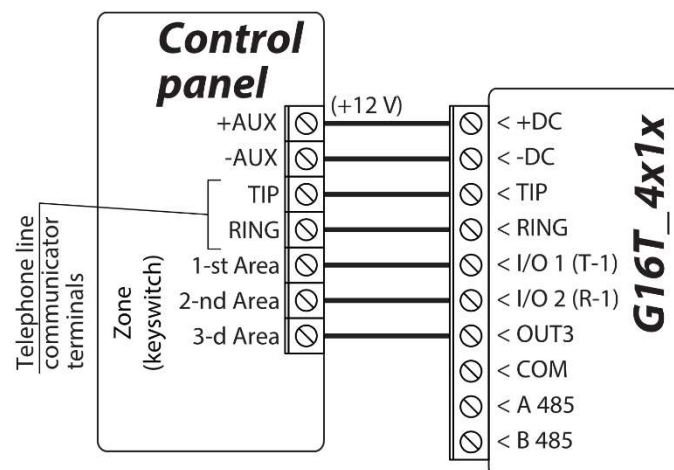 Control
panel
(+12 V)
+AUX
-AUX
TIP
RING
1-st Area
2-nd Area
3-d Area
Telephone line
communicator
terminals
Zone
(keyswitch)
< +DC
< -DC
< TIP
< RING
< I/O 1 (T-1)
< I/O 2 (R-1)
< OUT3
< COM
< A 485
< B 485
G16T_4x1x